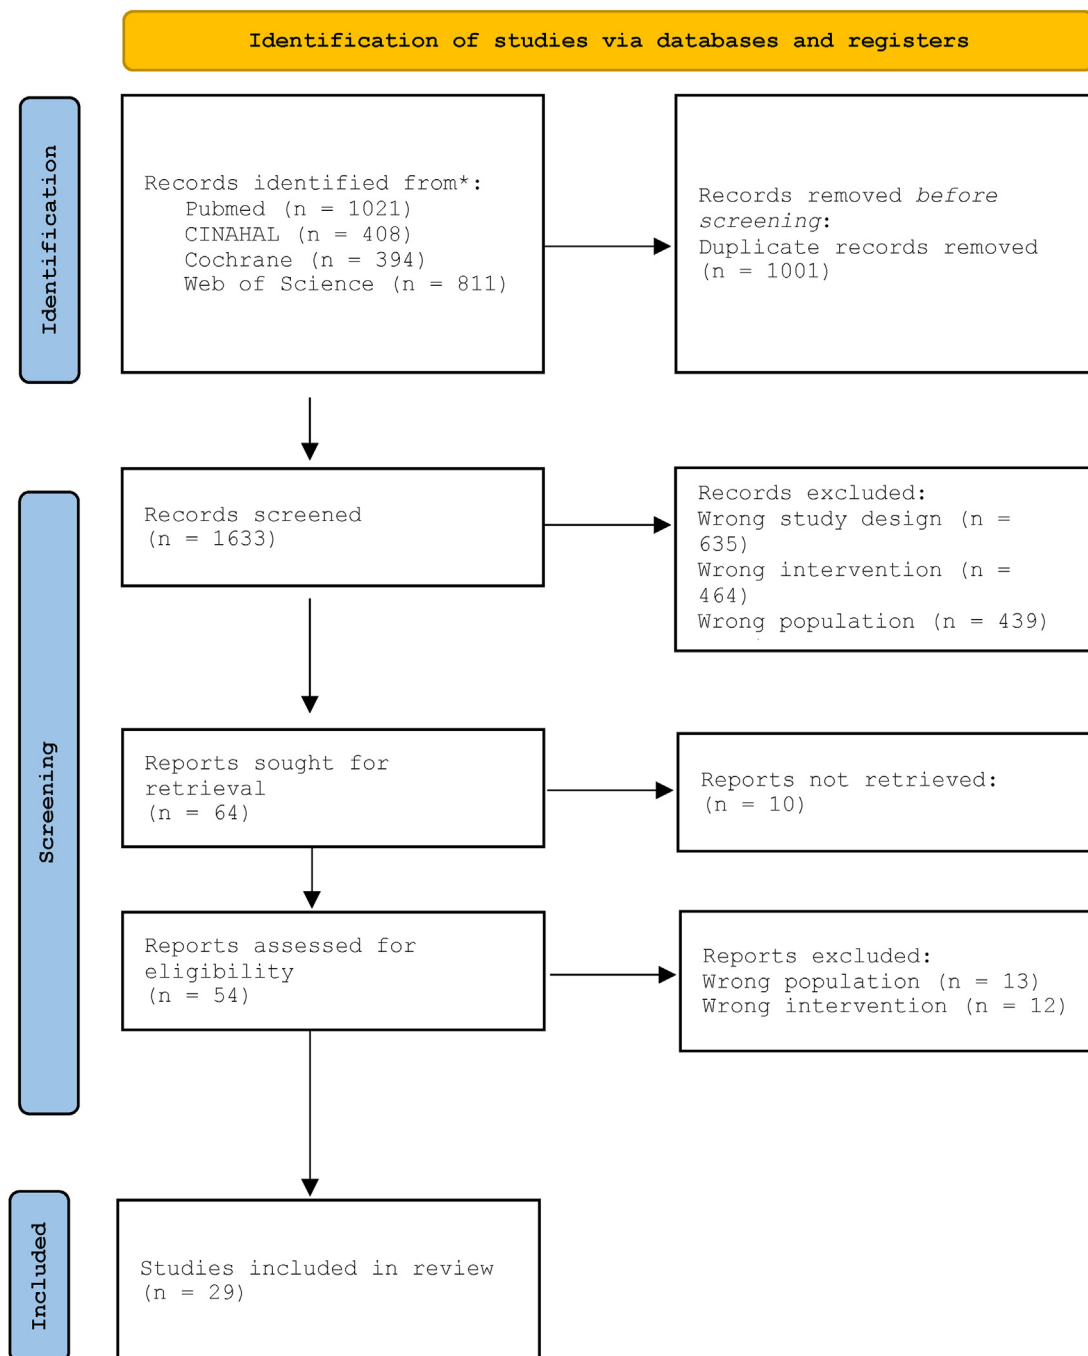 Identification of studies via databases and registers
Identification
Records identified from*:
Pubmed (n = 1021)
CINAHAL (n = 408)
Cochrane (n = 394)
Web of Science (n = 811)
Records removed before
screening:
Duplicate records removed
(n = 1001)
Screening
Records screened
(n = 1633)
Records excluded:
Wrong study design (n =
635)
Wrong intervention (n =
464)
Wrong population (n = 439)
Reports sought for
retrieval
(n = 64)
Reports not retrieved:
(n = 10)
Reports assessed for
eligibility
(n = 54)
Reports excluded:
Wrong population (n = 13)
Wrong intervention (n = 12)
Included
Studies included in review
(n = 29)